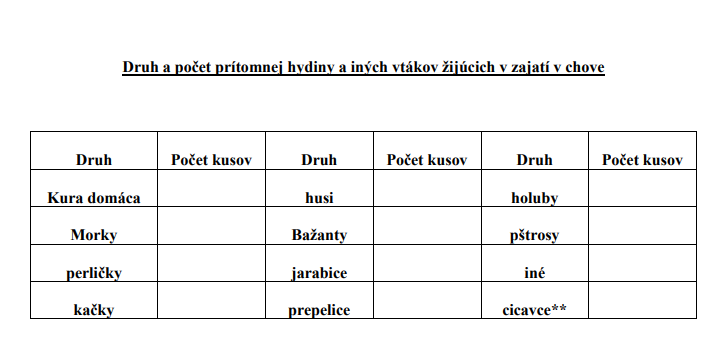 Druh a počet prítomnej hydiny a iných vtákov žijúcich v zajatí v chove
Druh Počet kusov Druh Počet kusov Druh Počet kusov
Kura domáca husi holuby
Morky Bažanty pštrosy
perličky jarabice iné
kačky prepelice cicavce**